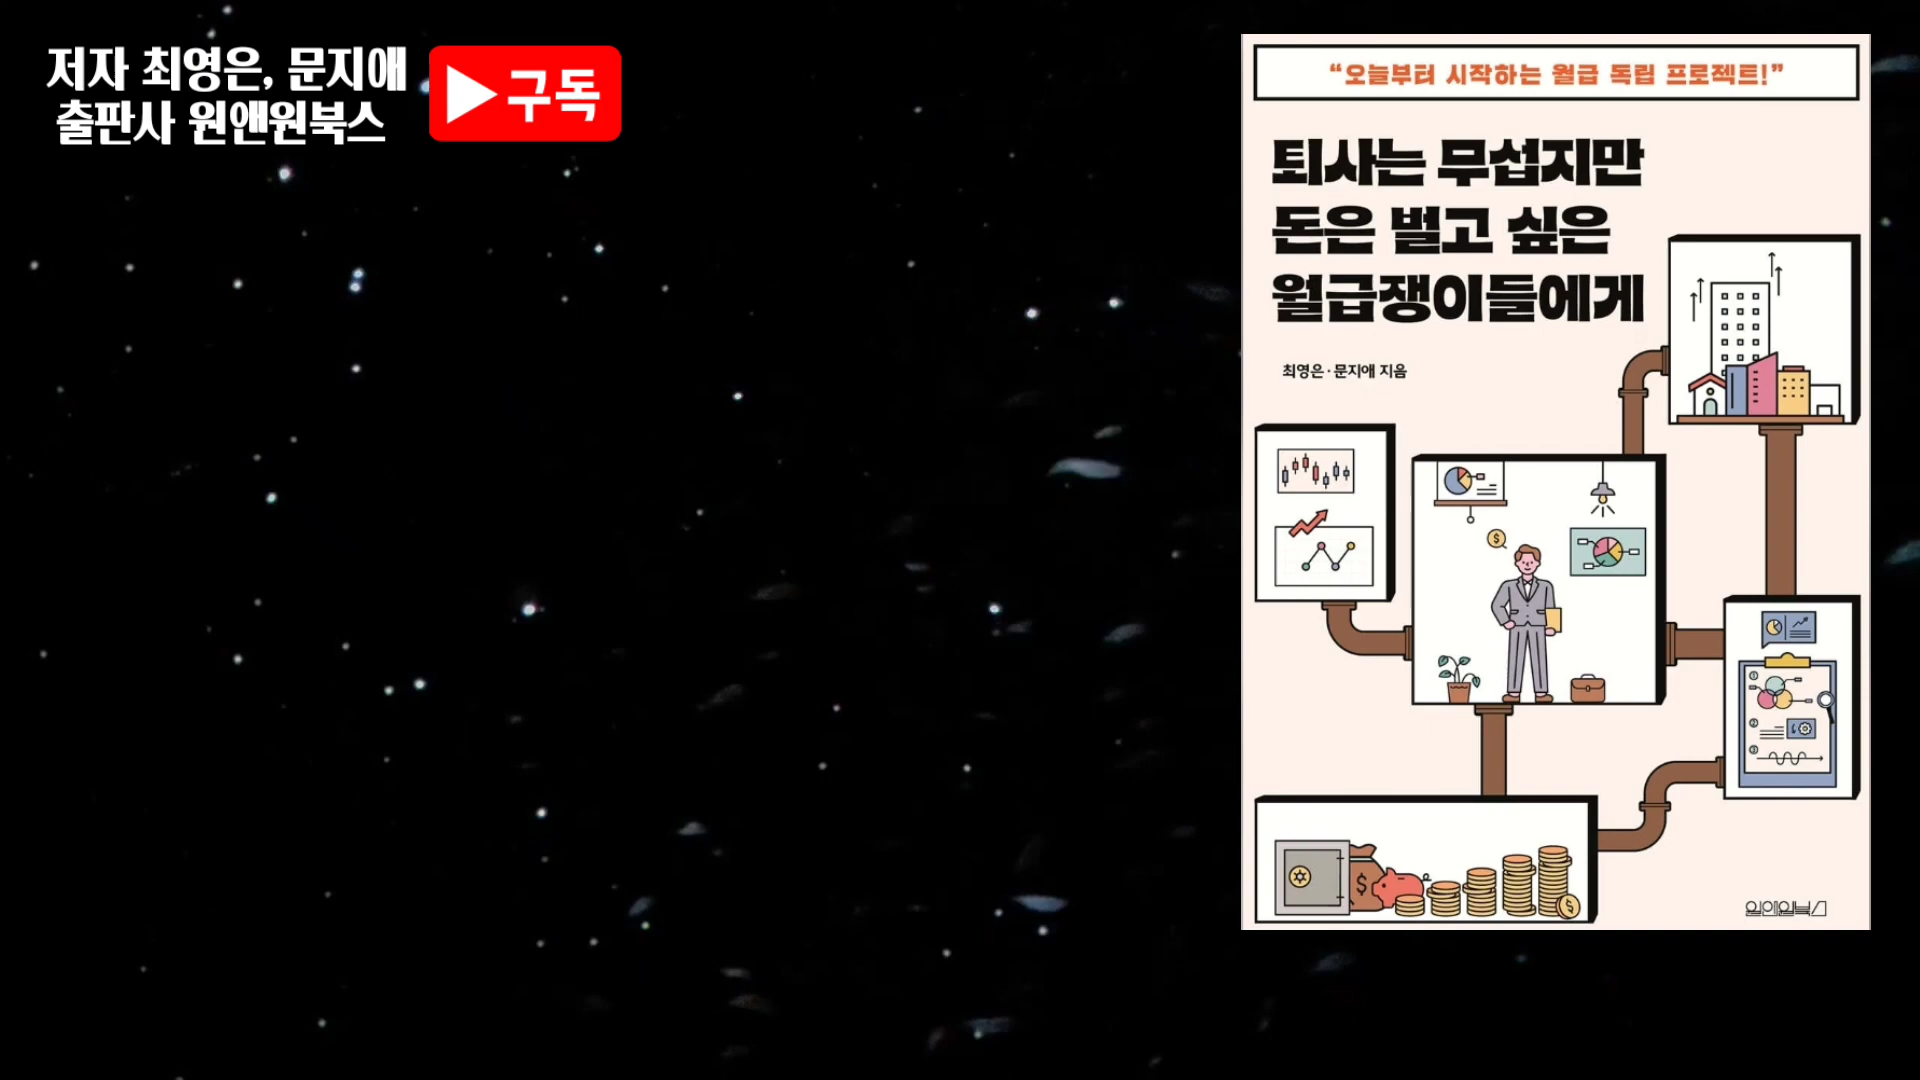 저자 최영은, 문지애
출판사 원앤원북스
구독
“오늘부터 시작하는 월급 독립 프로젝트!”
퇴사는 무섭지만
돈은 벌고 싶은
월급쟁이들에게
최영은·문지애 지음
원앤원북스